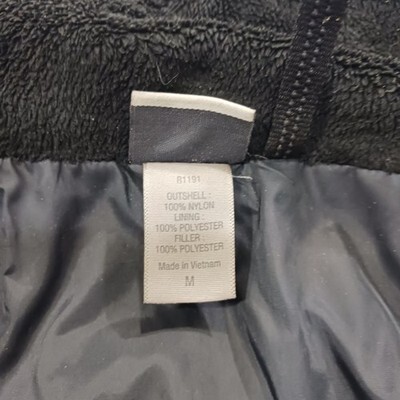 R1191
OUTSHELL :
100% NYLON
LINING :
100% POLYESTER
FILLER :
100% POLYESTER
Made in Vietnam
M